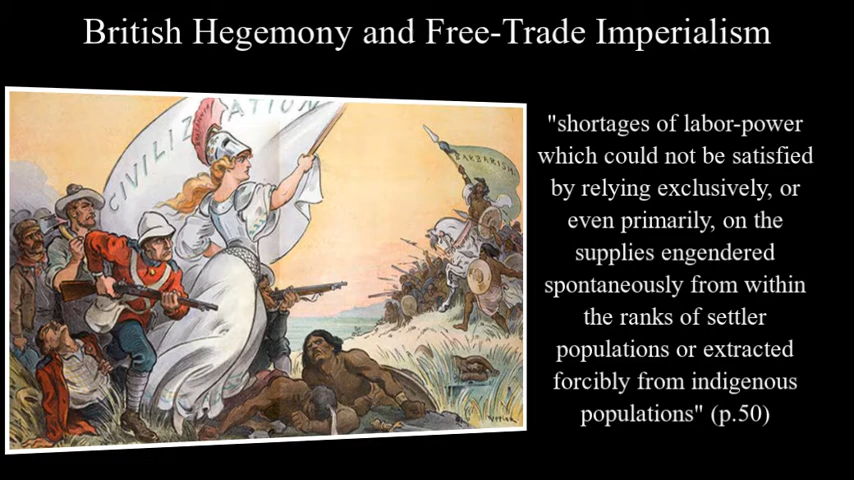 British Hegemony and Free-Trade Imperialism
CIVILIZATION
BARBARISM
"shortages of labor-power
which could not be satisfied
by relying exclusively, or
even primarily, on the
supplies engendered
spontaneously from within
the ranks of settler
populations or extracted
forcibly from indigenous
populations" (p.50)